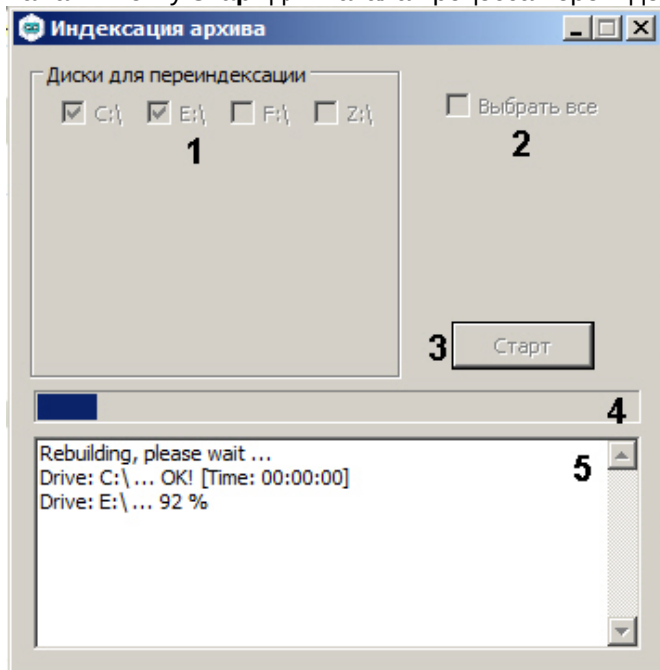 Индексация архива
Диски для переиндексации
C:\ E:\ F:\ Z:\
Выбрать все
1
2
3
Старт
4
Rebuilding, please wait ...
5
Drive: C:\ ... OK! [Time: 00:00:00]
Drive: E:\ ... 92 %